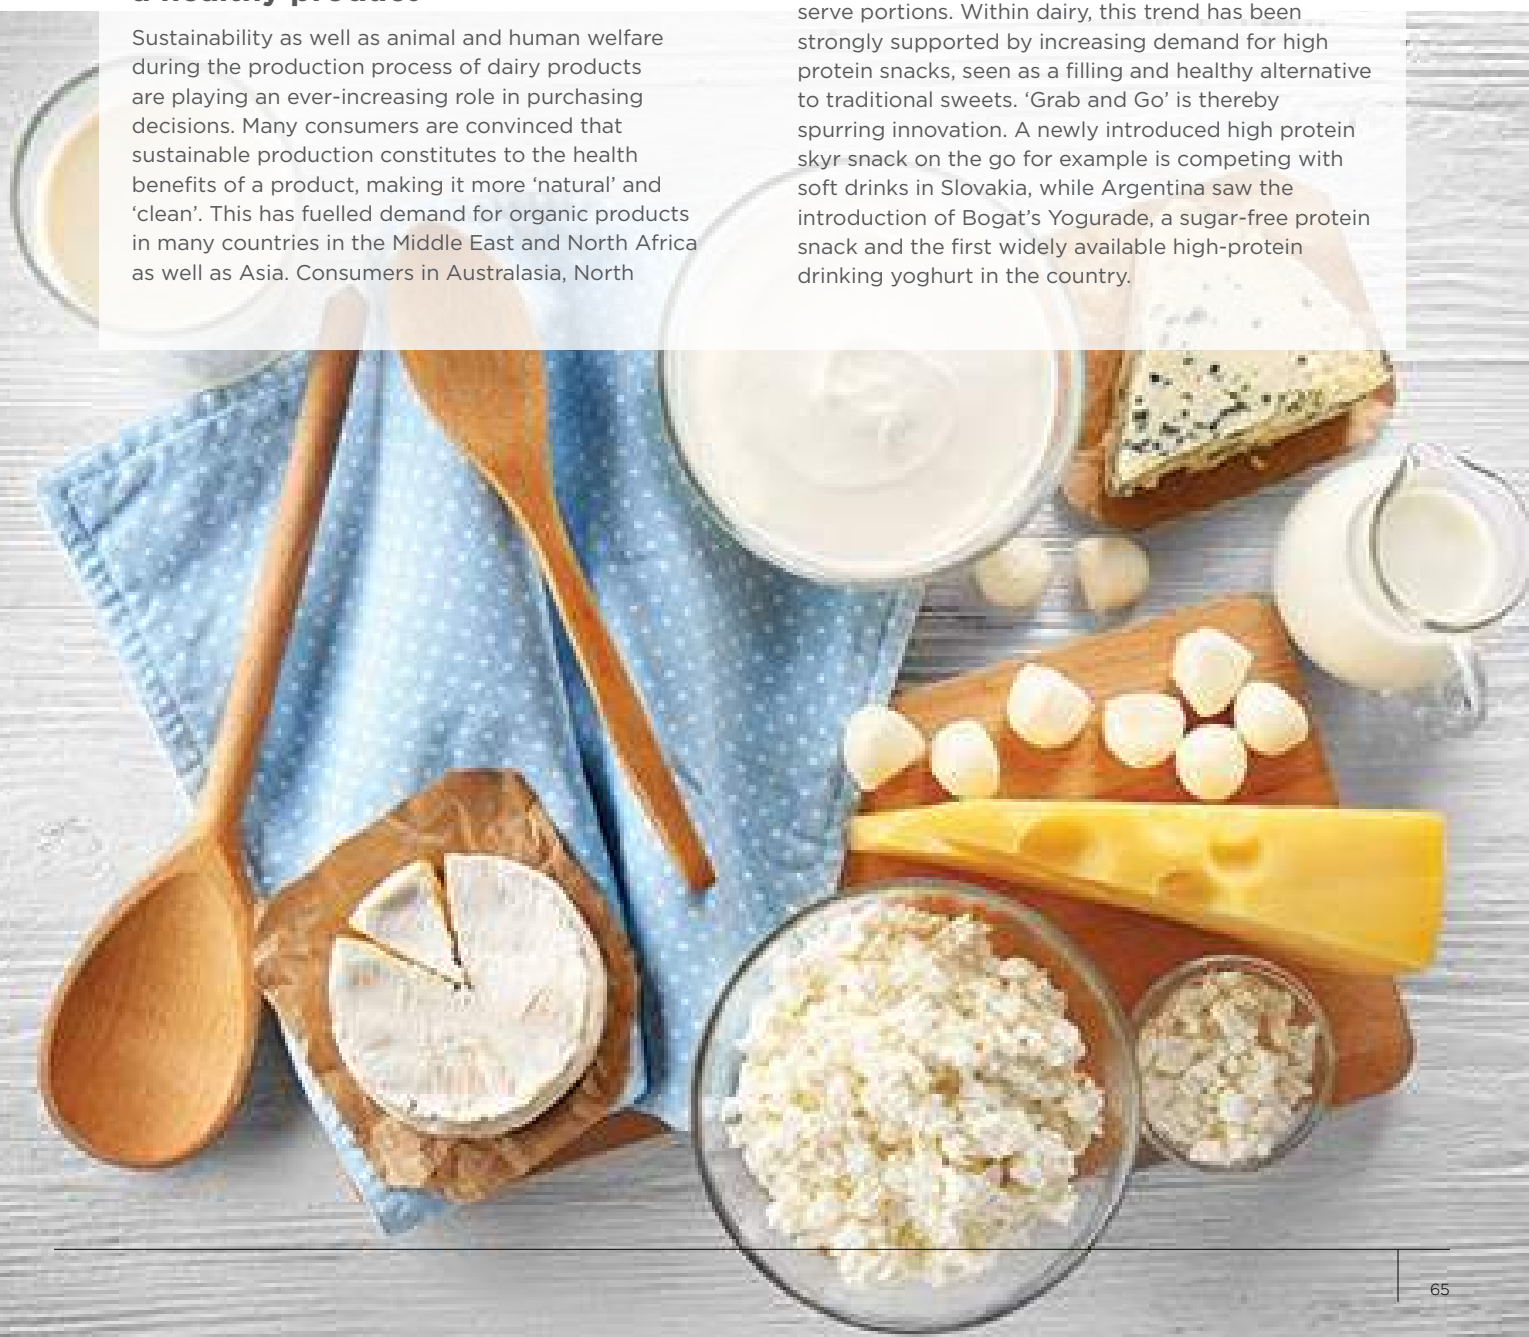 a healthy product
Sustainability as well as animal and human welfare
during the production process of dairy products
are playing an ever-increasing role in purchasing
decisions. Many consumers are convinced that
sustainable production constitutes to the health
benefits of a product, making it more ‘natural’ and
‘clean’. This has fuelled demand for organic products
in many countries in the Middle East and North Africa
as well as Asia. Consumers in Australasia, North
serve portions. Within dairy, this trend has been
strongly supported by increasing demand for high
protein snacks, seen as a filling and healthy alternative
to traditional sweets. ‘Grab and Go’ is thereby
spurring innovation. A newly introduced high protein
skyr snack on the go for example is competing with
soft drinks in Slovakia, while Argentina saw the
introduction of Bogat’s Yogurade, a sugar-free protein
snack and the first widely available high-protein
drinking yoghurt in the country.
65